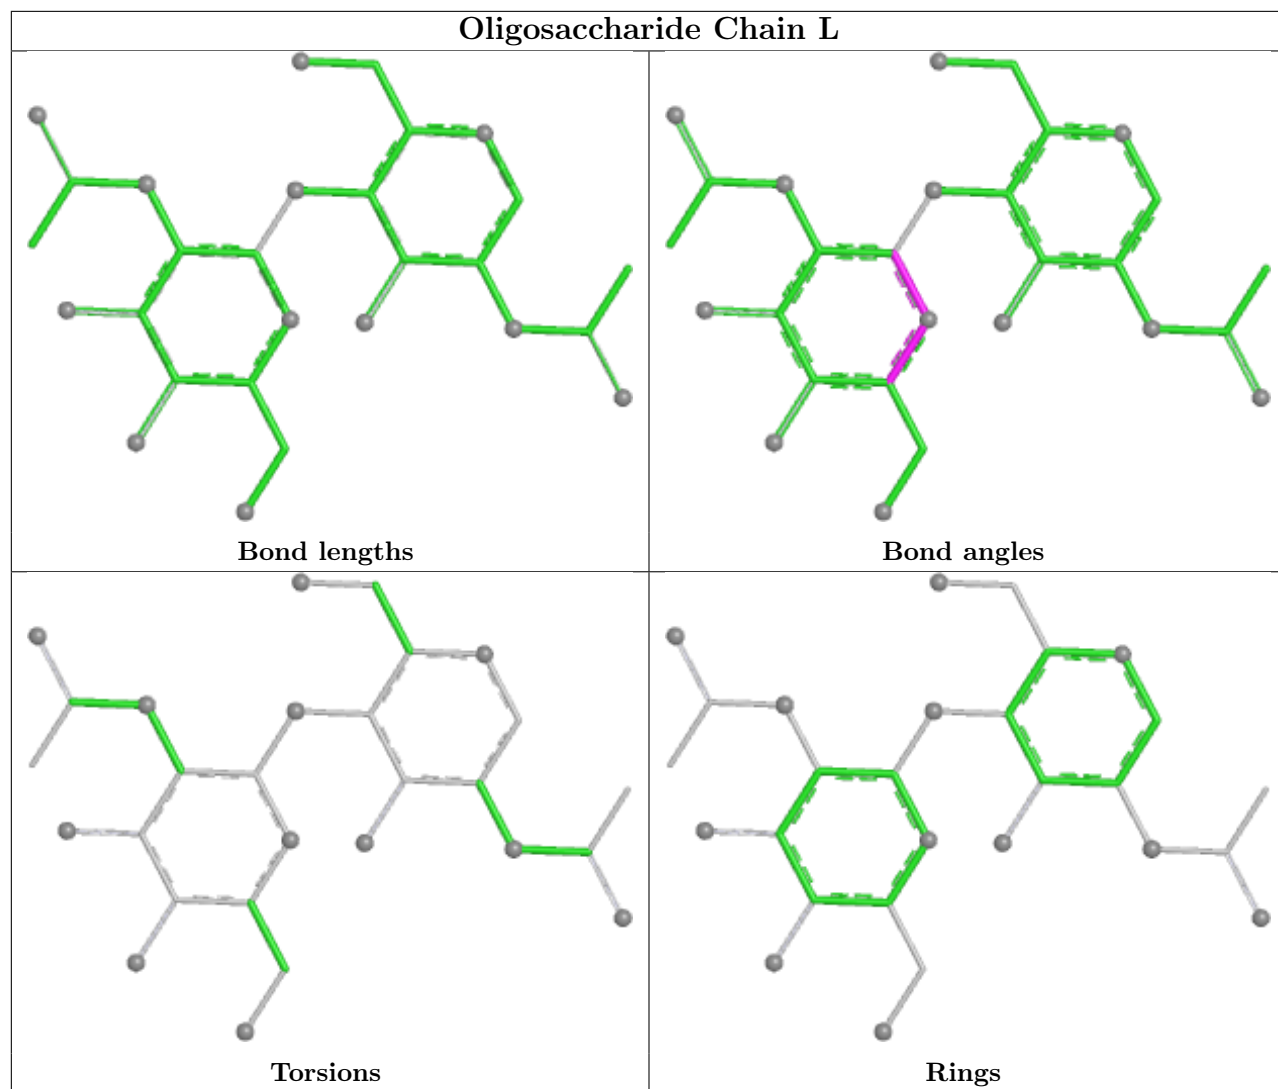 Oligosaccharide Chain L
Bond lengths
Bond angles
Torsions
Rings